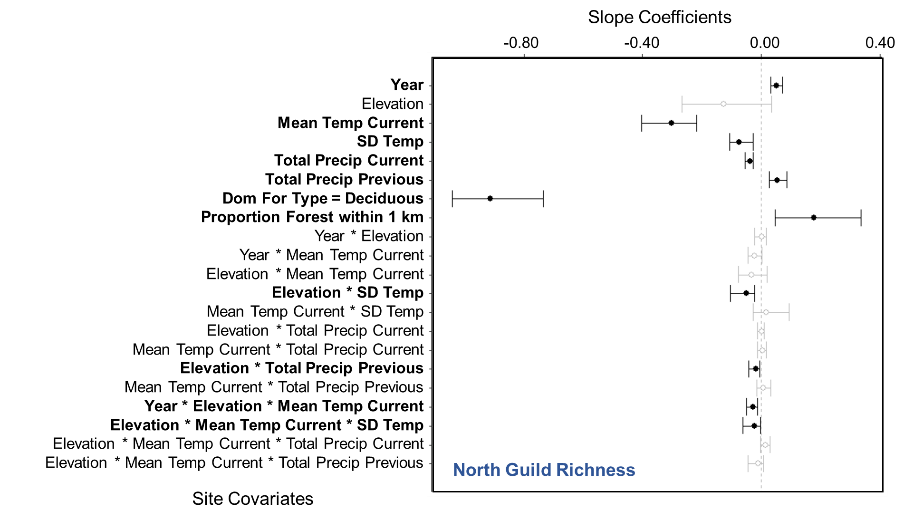 Slope Coefficients
-0.80 -0.40 0.00 0.40
Year
Elevation
Mean Temp Current
SD Temp
Total Precip Current
Total Precip Previous
Dom For Type = Deciduous
Proportion Forest within 1 km
Year * Elevation
Year * Mean Temp Current
Elevation * Mean Temp Current
Elevation * SD Temp
Mean Temp Current * SD Temp
Elevation * Total Precip Current
Mean Temp Current * Total Precip Current
Elevation * Total Precip Previous
Mean Temp Current * Total Precip Previous
Year * Elevation * Mean Temp Current
Elevation * Mean Temp Current * SD Temp
Elevation * Mean Temp Current * Total Precip Current
Elevation * Mean Temp Current * Total Precip Previous
North Guild Richness
Site Covariates